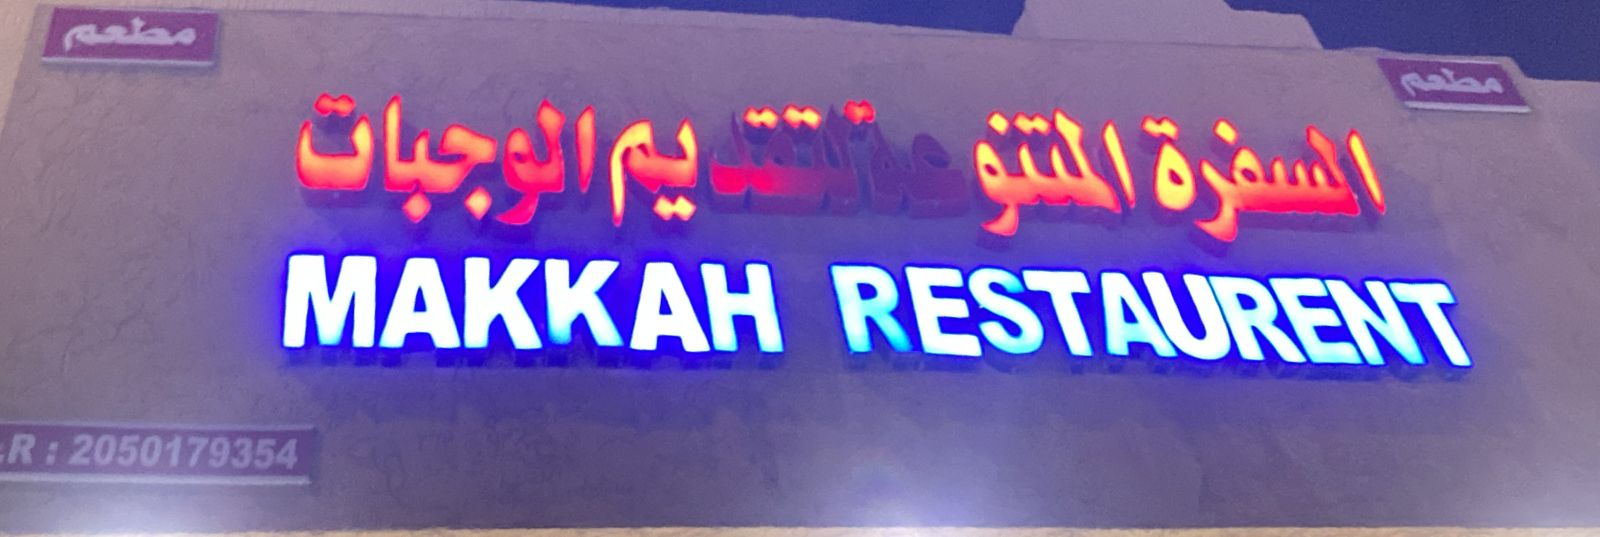 مطعم
مطعم
السفرة المتنوعة لتقديم الوجبات
MAKKAH RESTAURENT
.R : 2050179354